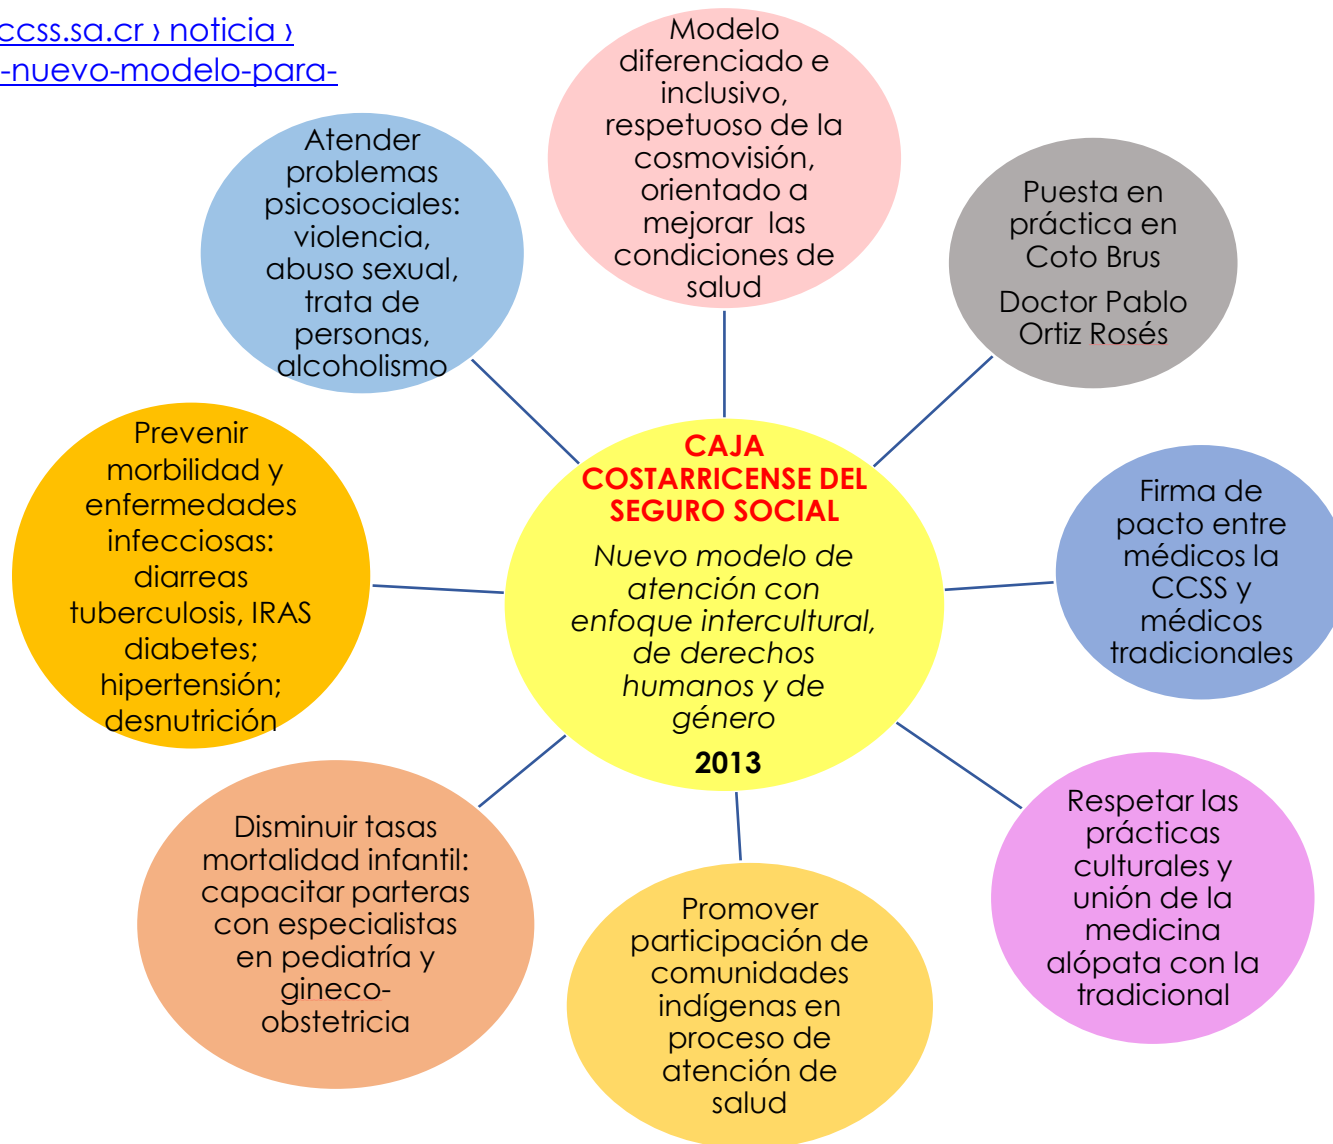 ccss.sa.cr › noticia ›
-nuevo-modelo-para-
Modelo
diferenciado e
inclusivo,
respetuoso de la
cosmovisión,
orientado a
mejorar las
condiciones de
salud
Puesta en
práctica en
Coto Brus
Doctor Pablo
Ortiz Rosés
Firma de
pacto entre
médicos la
CCSS y
médicos
tradicionales
Respetar las
prácticas
culturales y
unión de la
medicina
alópata con la
tradicional
Promover
participación de
comunidades
indígenas en
proceso de
atención de
salud
Disminuir tasas
mortalidad infantil:
capacitar parteras
con especialistas
en pediatría y
gineco-
obstetricia
Prevenir
morbilidad y
enfermedades
infecciosas:
diarreas
tuberculosis, IRAS
diabetes;
hipertensión;
desnutrición
Atender
problemas
psicosociales:
violencia,
abuso sexual,
trata de
personas,
alcoholismo
CAJA
COSTARRICENSE DEL
SEGURO SOCIAL
Nuevo modelo de
atención con
enfoque intercultural,
de derechos
humanos y de
género
2013